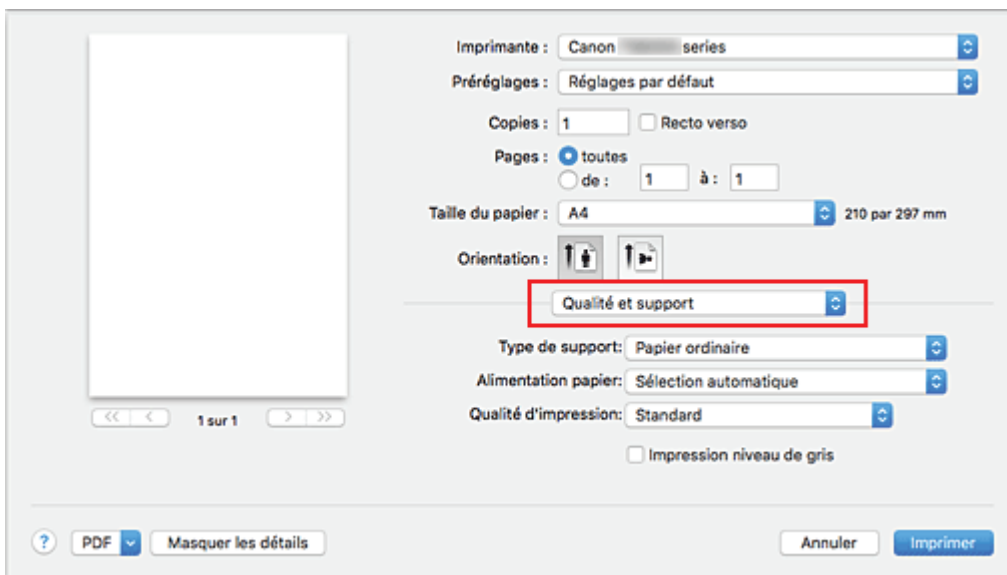 Imprimante : Canon series
Préréglages : Réglages par défaut
Copies : 1 Recto verso
Pages : toutes
de : 1 à : 1
Taille du papier : A4 210 par 297 mm
Orientation :
Qualité et support
Type de support: Papier ordinaire
Alimentation papier: Sélection automatique
Qualité d'impression: Standard
Impression niveau de gris
<< < 1 sur 1 > >>
? PDF Masquer les détails Annuler Imprimer